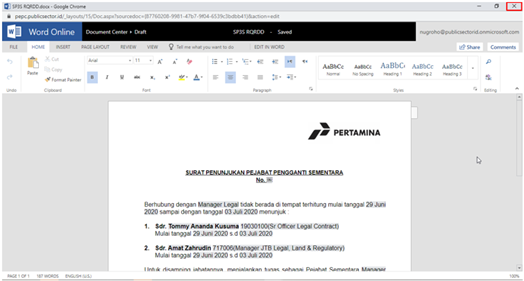 SP3S RQRDD.docx - Google Chrome
pepc.publicsector.id/_layouts/15/Doc.aspx?sourcedoc={87760208-9981-47b7-9f04-6539c3bdbb41}&action=edit
Word Online Document Center ▸ Draft SP3S RQRDD - Saved nugroho@publicsectorid.onmicrosoft.com
FILE HOME INSERT PAGE LAYOUT REVIEW VIEW Tell me what you want to do EDIT IN WORD Share Comments
Paste Cut Copy Format Painter
Arial 11
B I U abc
AaBbCc Normal AaBbCc No Spacing AaBbC Heading 1 AaBbC Heading 2 AaBbCc Heading 3
Editing
Undo Clipboard Font Paragraph Styles
PERTAMINA
SURAT PENUNJUKAN PEJABAT PENGGANTI SEMENTARA
No.
Berhubung dengan Manager Legal tidak berada di tempat terhitung mulai tanggal 29 Juni
2020 sampai dengan tanggal 03 Juli 2020 menunjuk :
1. Sdr. Tommy Ananda Kusuma 19030100(Sr Officer Legal Contract)
Mulai tanggal 29 Juni 2020 s.d 03 Juli 2020
2. Sdr. Amat Zahrudin 717006(Manager JTB Legal, Land & Regulatory)
Mulai tanggal 29 Juni 2020 s.d 03 Juli 2020
Untuk disamping jabatannya, menjalankan tugas sebagai Pejabat Sementara Manager
PAGE 1 OF 1 187 WORDS ENGLISH (U.S.) 100%